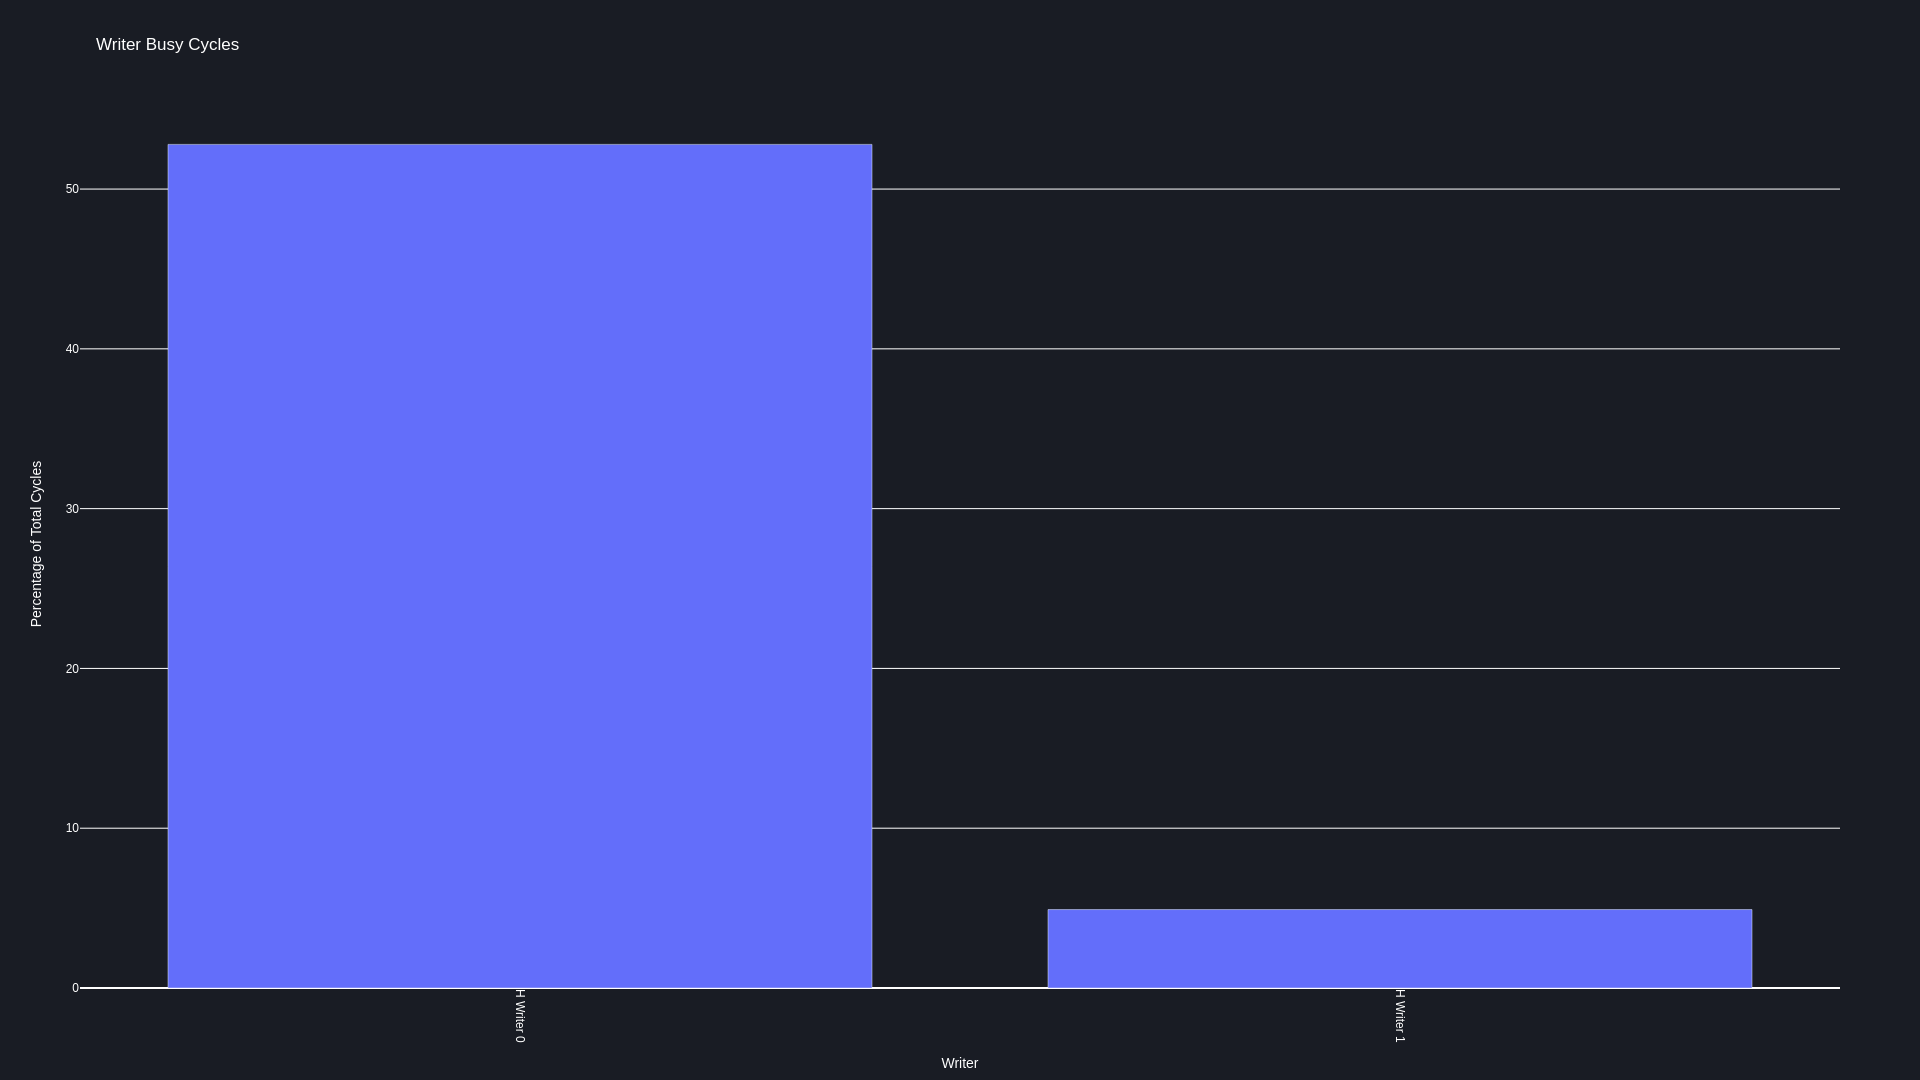 Writer Busy Cycles
50
40
30
20
10
0
Percentage of Total Cycles
H Writer 0
H Writer 1
Writer